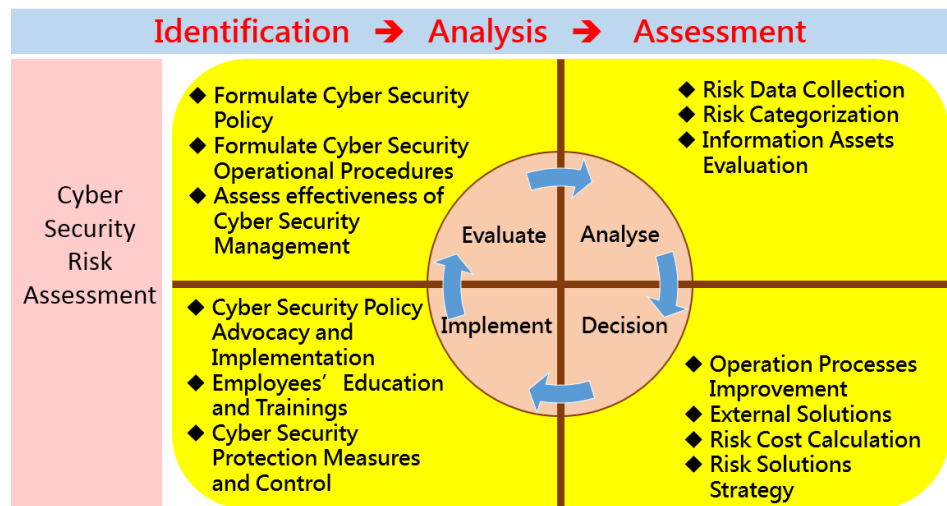 Identification ➔ Analysis ➔ Assessment
Cyber
Security
Risk
Assessment
◆ Formulate Cyber Security
Policy
◆ Formulate Cyber Security
Operational Procedures
◆ Assess effectiveness of
Cyber Security
Management
◆ Risk Data Collection
◆ Risk Categorization
◆ Information Assets
Evaluation
Evaluate
Analyse
Implement
Decision
◆ Cyber Security Policy
Advocacy and
Implementation
◆ Employees’ Education
and Trainings
◆ Cyber Security
Protection Measures
and Control
◆ Operation Processes
Improvement
◆ External Solutions
◆ Risk Cost Calculation
◆ Risk Solutions
Strategy